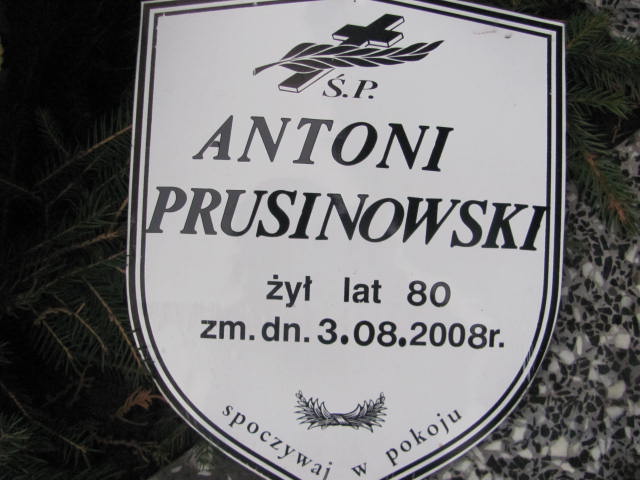 Ś.P.
ANTONI
PRUSINOWSKI
żył lat 80
zm. dn. 3.08.2008r.
spoczywaj w pokoju